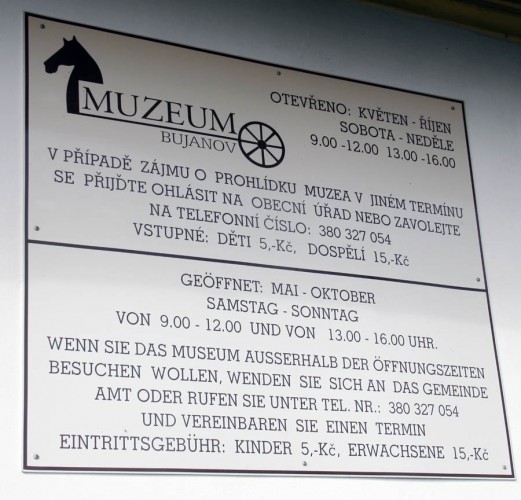 MUZEUM
BUJANOV
OTEVŘENO: KVĚTEN - ŘÍJEN
SOBOTA - NEDĚLE
9.00 -12.00 13.00 -16.00
V PŘÍPADĚ ZÁJMU O PROHLÍDKU MUZEA V JINÉM TERMÍNU
SE PŘIJĎTE OHLÁSIT NA OBECNÍ ÚŘAD NEBO ZAVOLEJTE
NA TELEFONNÍ ČÍSLO: 380 327 054
VSTUPNÉ: DĚTI 5,-Kč, DOSPĚLÍ 15,-Kč
GEÖFFNET: MAI - OKTOBER
SAMSTAG - SONNTAG
VON 9.00 - 12.00 UND VON 13.00 - 16.00 UHR.
WENN SIE DAS MUSEUM AUSSERHALB DER ÖFFNUNGSZEITEN
BESUCHEN WOLLEN, WENDEN SIE SICH AN DAS GEMEINDE
AMT ODER RUFEN SIE UNTER TEL. NR.: 380 327 054
UND VEREINBAREN SIE EINEN TERMIN
EINTRITTSGEBÜHR: KINDER 5,-Kč, ERWACHSENE 15,-Kč